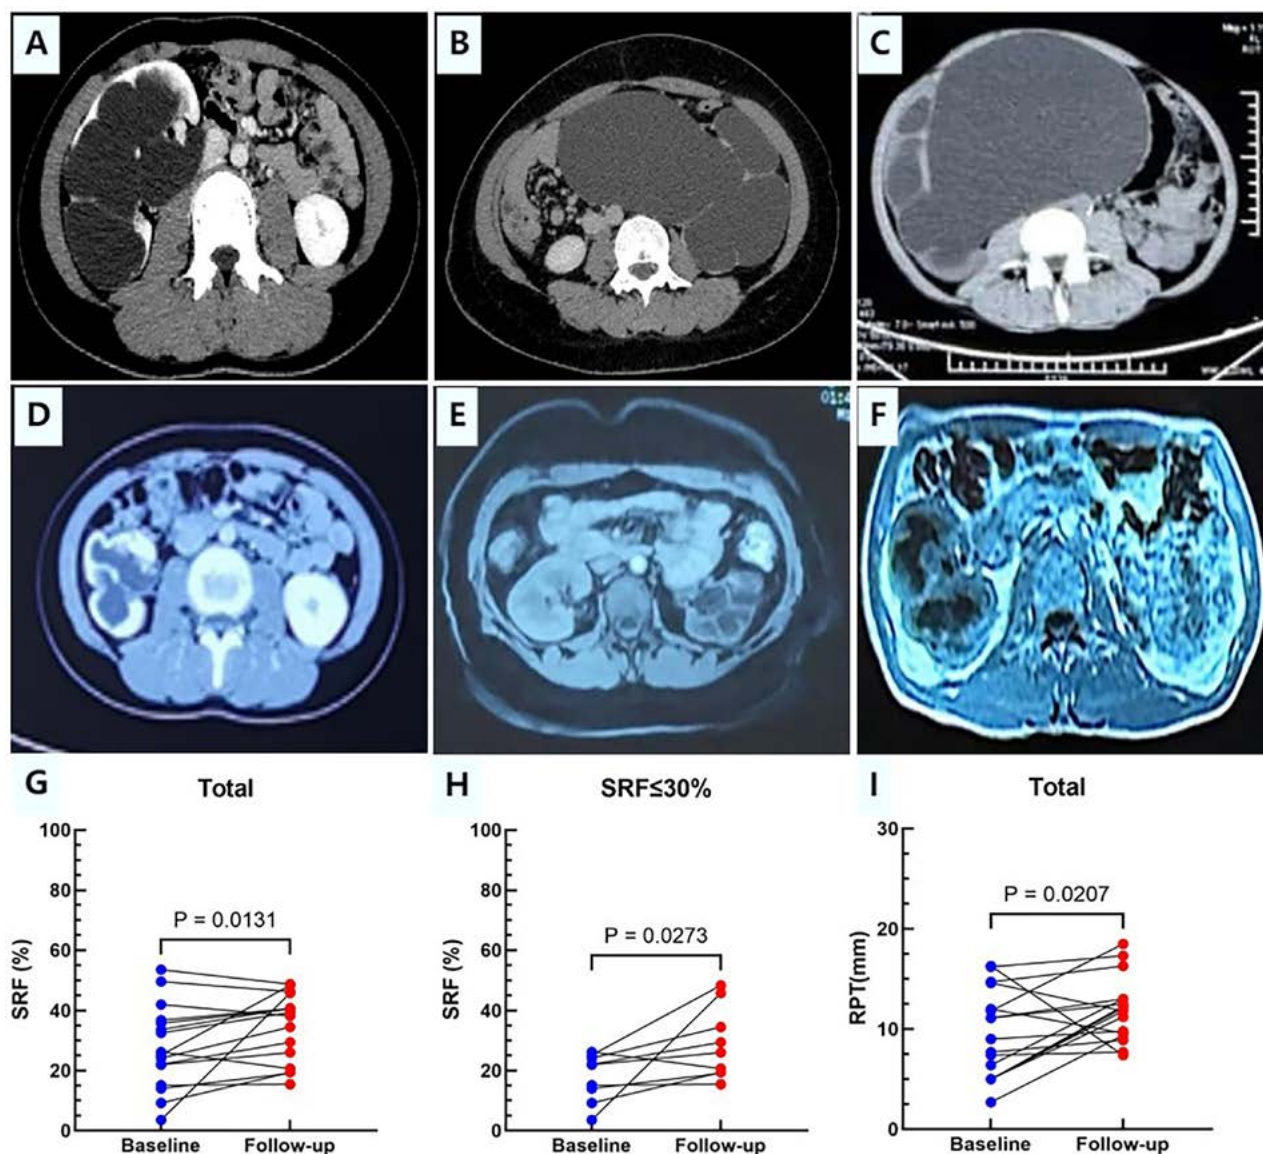 A
B
C
D
E
F
G Total
H SRF≤30%
I Total
100
80
60
40
20
0
SRF (%)
P = 0.0131
Baseline Follow-up
100
80
60
40
20
0
SRF (%)
P = 0.0273
Baseline Follow-up
30
20
10
0
RPT(mm)
P = 0.0207
Baseline Follow-up